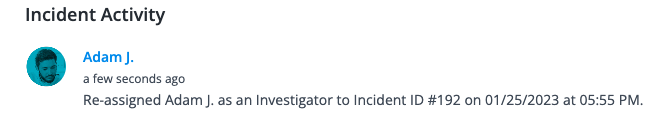 Incident Activity
Adam J.
a few seconds ago
Re-assigned Adam J. as an Investigator to Incident ID #192 on 01/25/2023 at 05:55 PM.